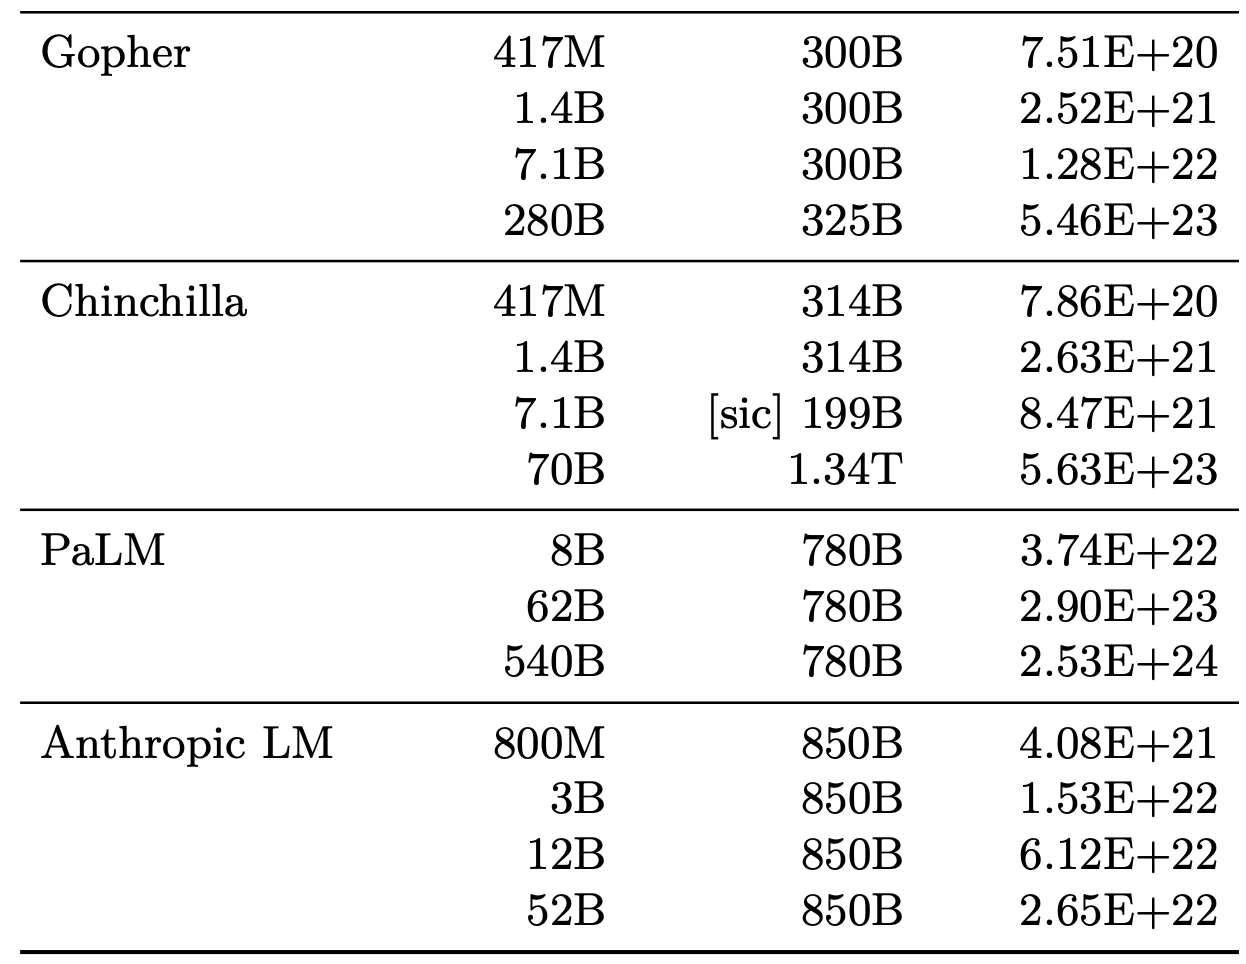 Gopher 417M 300B 7.51E+20
1.4B 300B 2.52E+21
7.1B 300B 1.28E+22
280B 325B 5.46E+23
Chinchilla 417M 314B 7.86E+20
1.4B 314B 2.63E+21
7.1B [sic] 199B 8.47E+21
70B 1.34T 5.63E+23
PaLM 8B 780B 3.74E+22
62B 780B 2.90E+23
540B 780B 2.53E+24
Anthropic LM 800M 850B 4.08E+21
3B 850B 1.53E+22
12B 850B 6.12E+22
52B 850B 2.65E+22